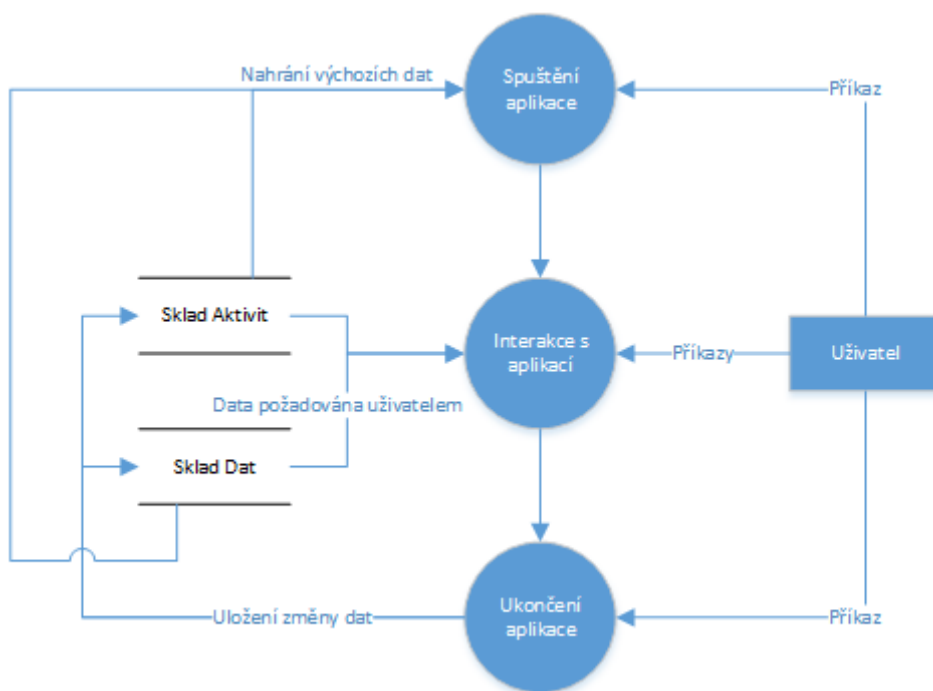 Nahrání výchozích dat
Spuštění
aplikace
Příkaz
Sklad Aktivit
Interakce s
aplikací
Příkazy
Uživatel
Data požadována uživatelem
Sklad Dat
Uložení změny dat
Ukončení
aplikace
Příkaz